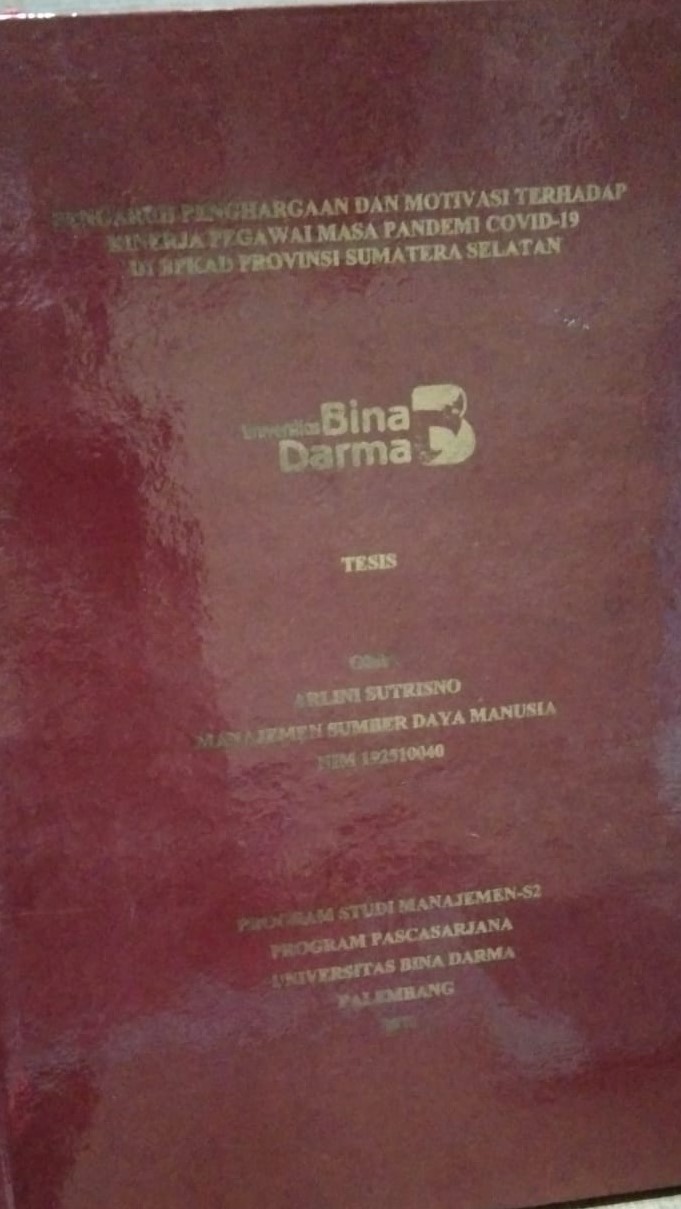 PENGARUH PENGHARGAAN DAN MOTIVASI TERHADAP
KINERJA PEGAWAI MASA PANDEMI COVID-19
DI BPKAD PROVINSI SUMATERA SELATAN
Universitas Bina
Darma
TESIS
Oleh :
ARLINI SUTRISNO
MANAJEMEN SUMBER DAYA MANUSIA
NIM 192510040
PROGRAM STUDI MANAJEMEN-S2
PROGRAM PASCASARJANA
UNIVERSITAS BINA DARMA
PALEMBANG